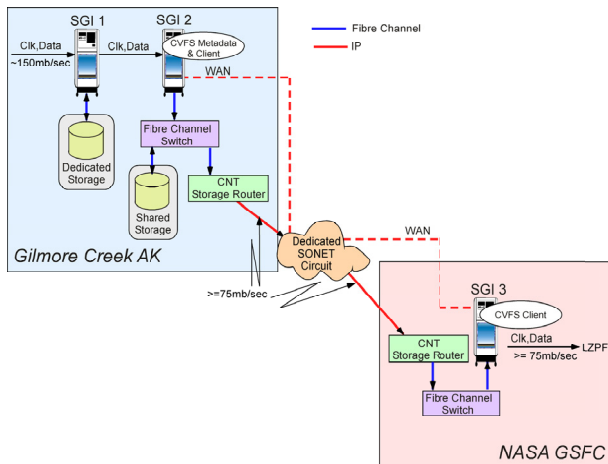 SGI 1
SGI 2
Fibre Channel
IP
Clk,Data
~150mb/sec
Clk,Data
CVFS Metadata
& Client
WAN
Fibre Channel
Switch
Dedicated
Storage
CNT
Storage Router
Shared
Storage
Gilmore Creek AK
Dedicated
SONET
Circuit
WAN
>=75mb/sec
SGI 3
CVFS Client
CNT
Storage Router
Clk,Data
LZPF
>= 75mb/sec
Fibre Channel
Switch
NASA GSFC